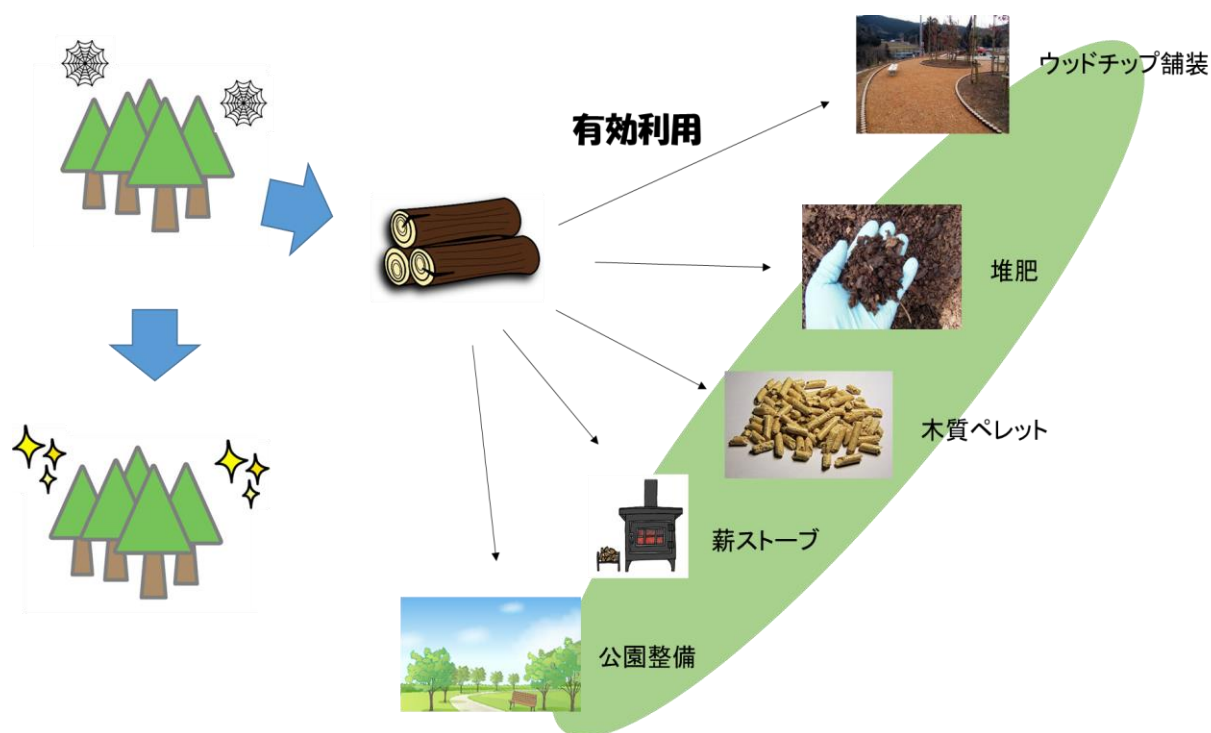 ウッドチップ舗装
有効利用
堆肥
木質ペレット
薪ストーブ
公園整備